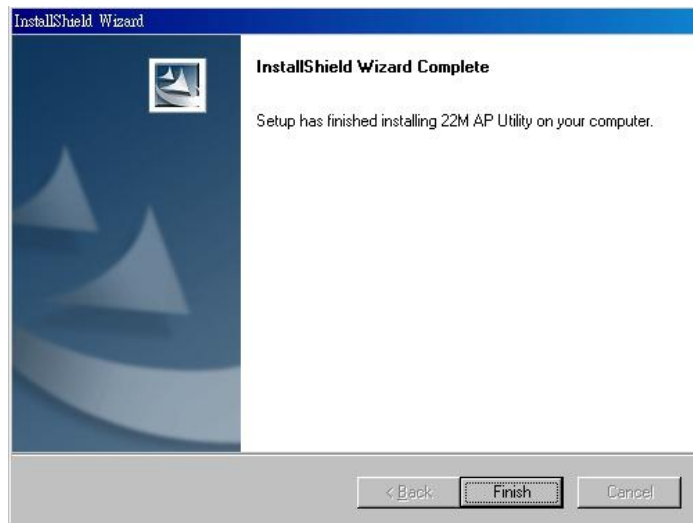 InstallShield Wizard
InstallShield Wizard Complete
Setup has finished installing 22M AP Utility on your computer.
< Back
Finish
Cancel